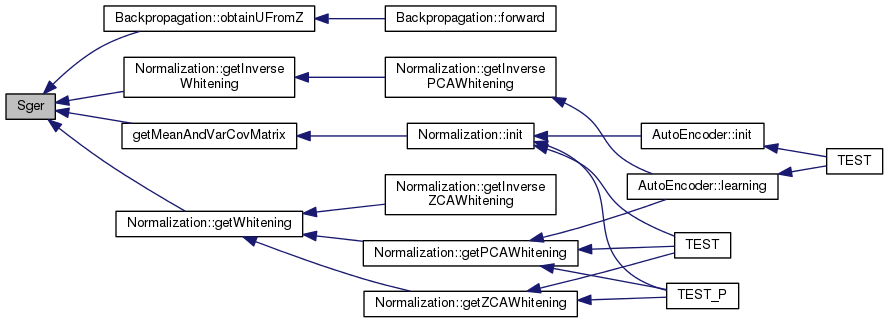 Sger
Backpropagation::obtainUFromZ
Backpropagation::forward
Normalization::getInverse
Whitening
Normalization::getInverse
PCAWhitening
getMeanAndVarCovMatrix
Normalization::init
AutoEncoder::init
TEST
AutoEncoder::learning
Normalization::getWhitening
Normalization::getInverse
ZCAWhitening
Normalization::getPCAWhitening
TEST
Normalization::getZCAWhitening
TEST_P